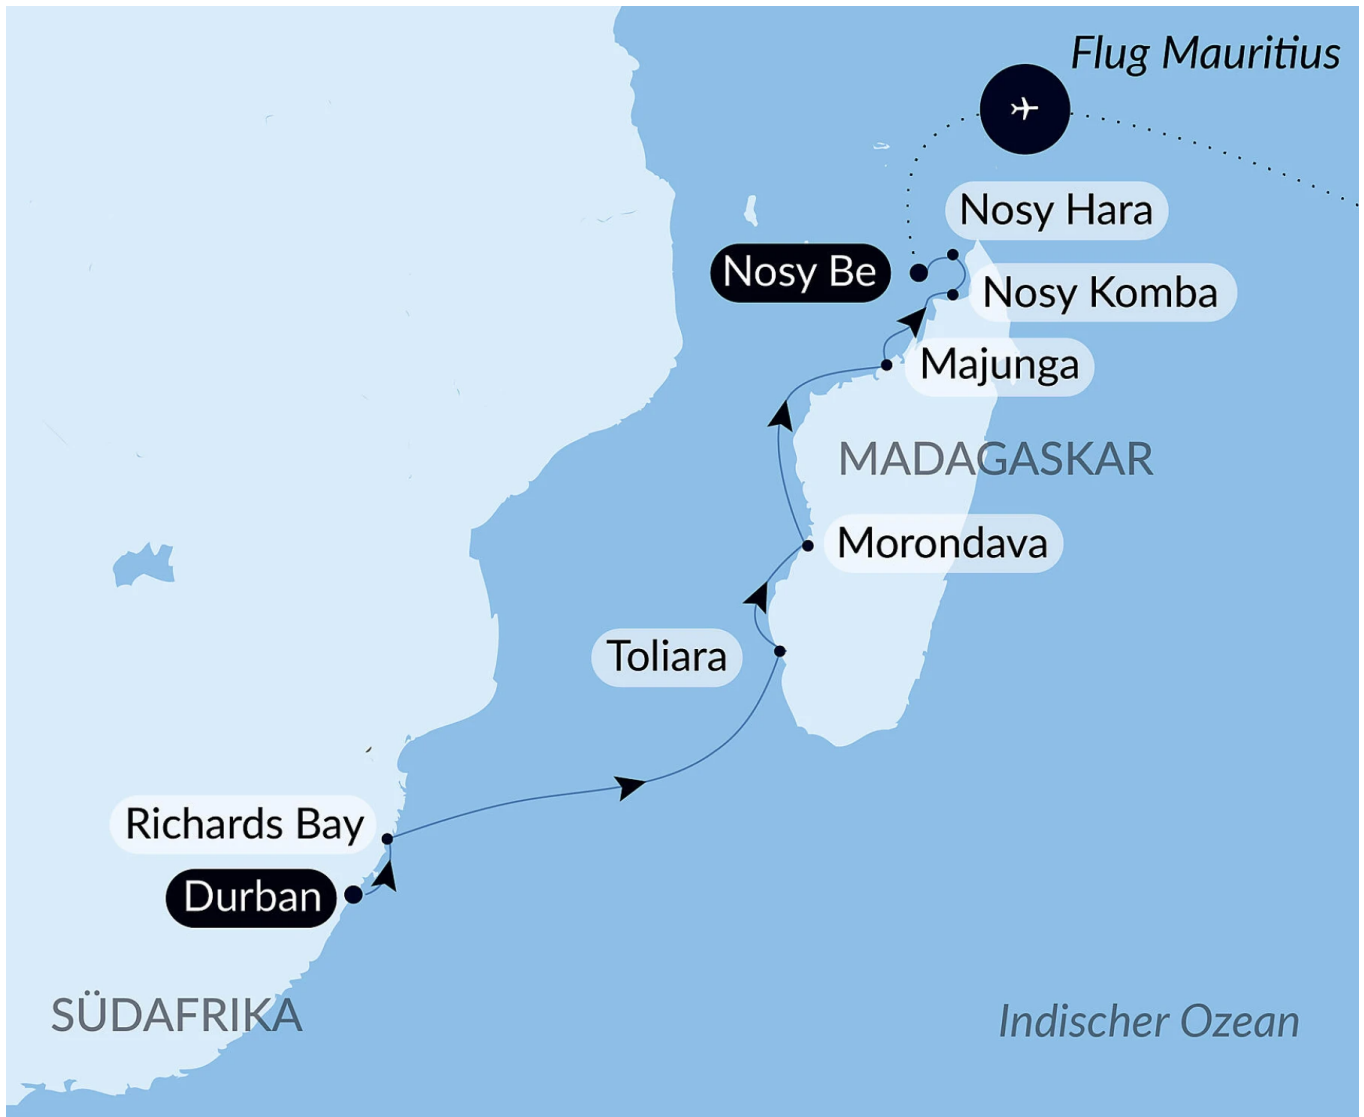 Flug Mauritius
Nosy Hara
Nosy Be
Nosy Komba
Majunga
MADAGASKAR
Morondava
Toliara
Richards Bay
Durban
SÜDAFRIKA
Indischer Ozean